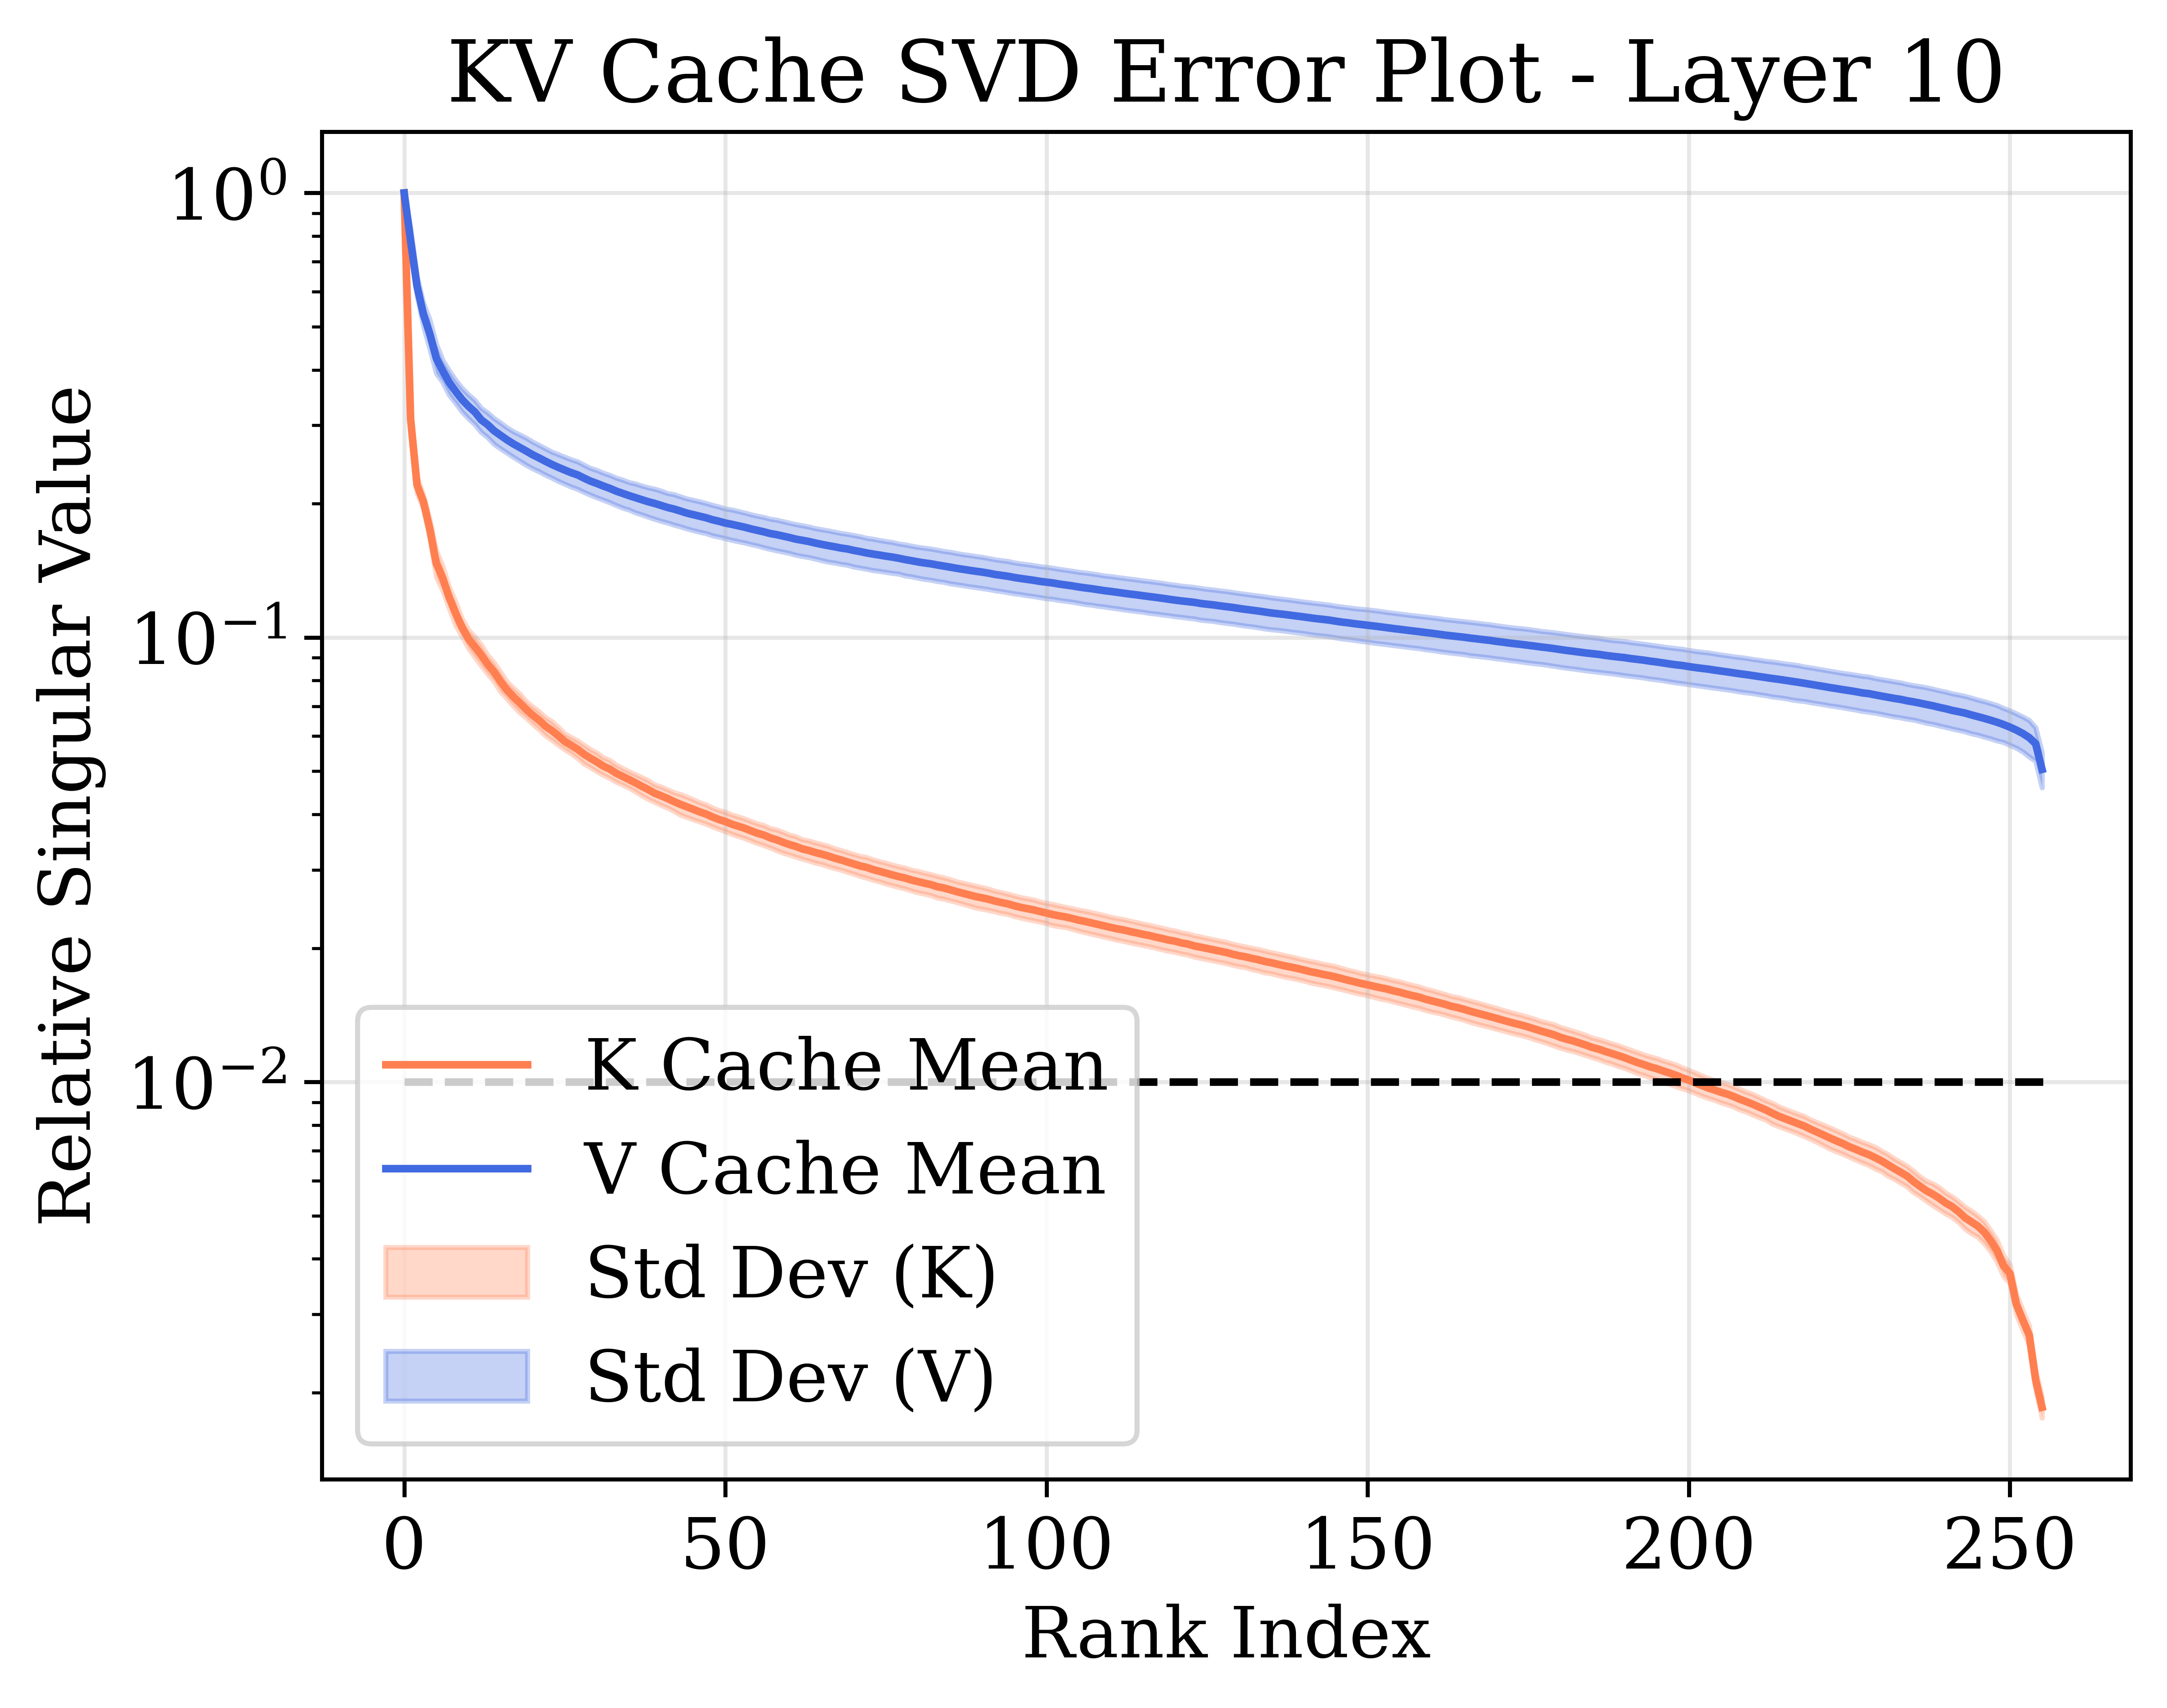 KV Cache SVD Error Plot - Layer 10
Relative Singular Value
10⁰
10⁻¹
10⁻²
K Cache Mean
V Cache Mean
Std Dev (K)
Std Dev (V)
0 50 100 150 200 250
Rank Index